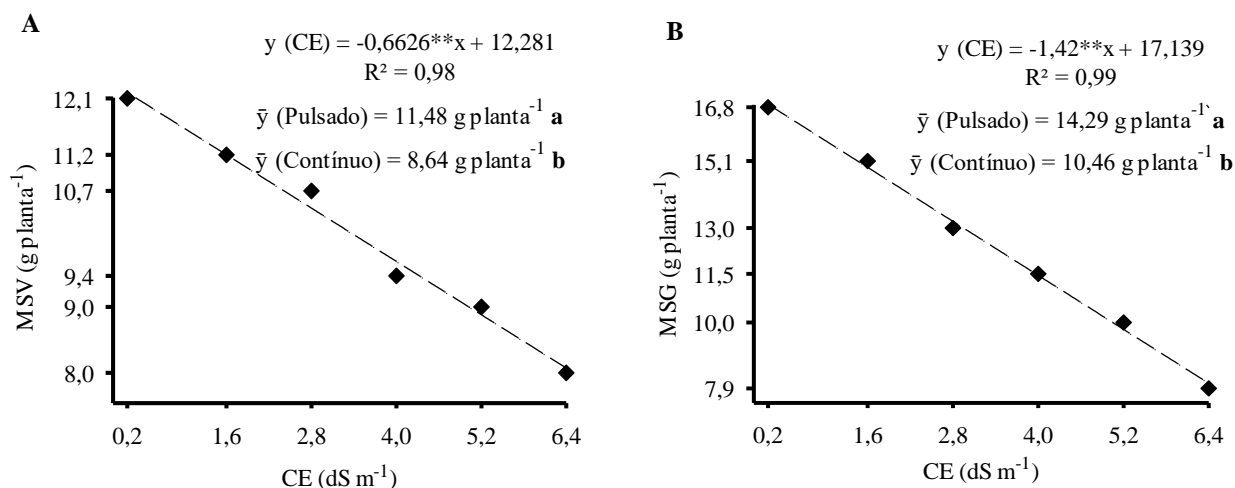 A
y (CE) = -0,6626**x + 12,281
R² = 0,98
ȳ (Pulsado) = 11,48 g planta⁻¹ a
ȳ (Contínuo) = 8,64 g planta⁻¹ b
12,1
11,2
10,7
9,4
9,0
8,0
MSV (g planta⁻¹)
0,2 1,6 2,8 4,0 5,2 6,4
CE (dS m⁻¹)
B
y (CE) = -1,42**x + 17,139
R² = 0,99
ȳ (Pulsado) = 14,29 g planta⁻¹` a
ȳ (Contínuo) = 10,46 g planta⁻¹ b
16,8
15,1
13,0
11,5
10,0
7,9
MSG (g planta⁻¹)
0,2 1,6 2,8 4,0 5,2 6,4
CE (dS m⁻¹)